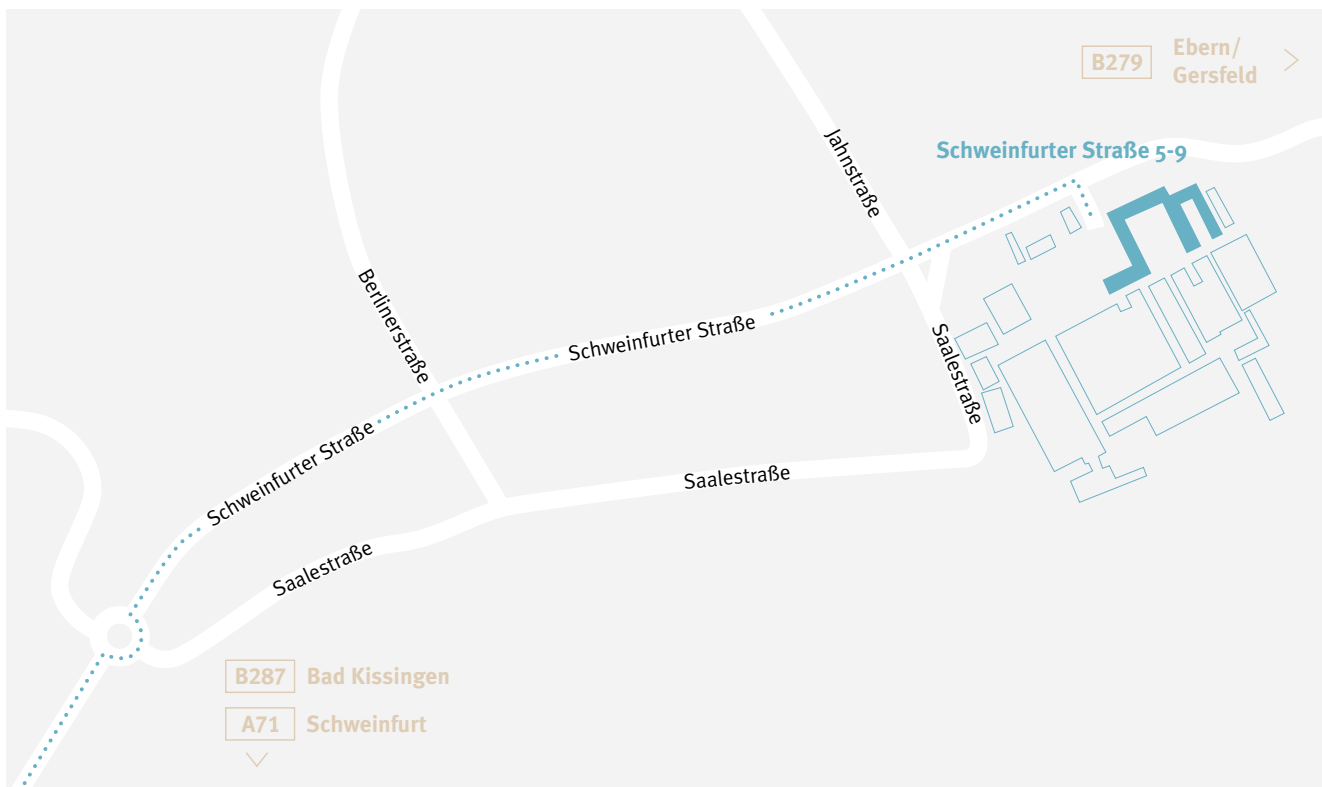 B279
Ebern/
Gersfeld
Schweinfurter Straße 5-9
Jahnstraße
Berlinerstraße
Schweinfurter Straße
Saalestraße
Schweinfurter Straße
Saalestraße
Saalestraße
B287 Bad Kissingen
A71 Schweinfurt